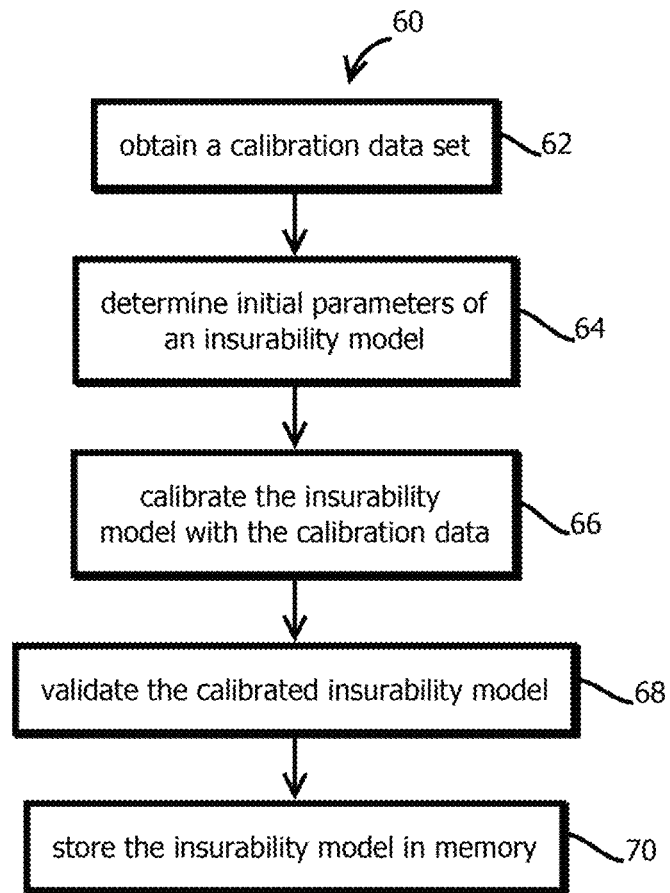 60
obtain a calibration data set
62
determine initial parameters of
an insurability model
64
calibrate the insurability
model with the calibration data
66
validate the calibrated insurability model
68
store the insurability model in memory
70